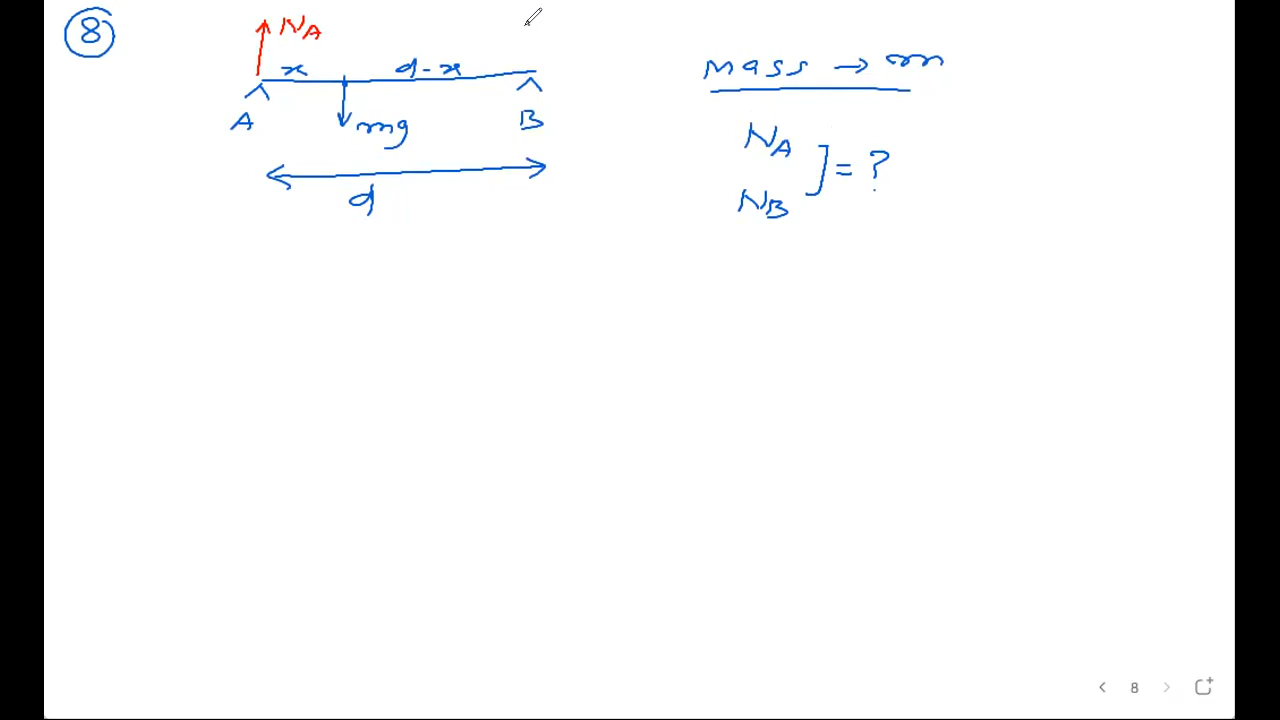 8
N_A
x d-x
mg
A B
d
mass → m
N_A
N_B ] = ?
8